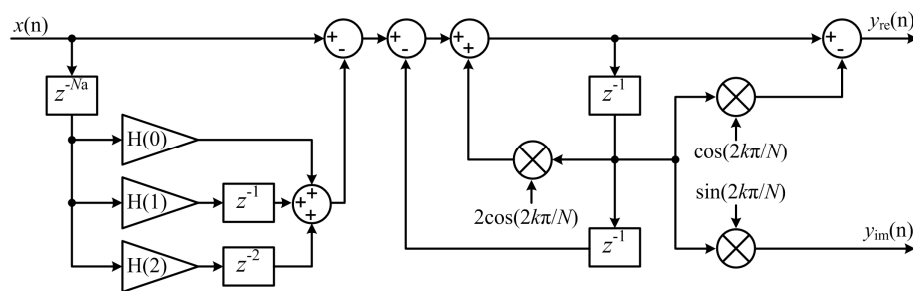 x(n)
+
-
+
-
+
+
+
-
y_re(n)
z^-Na
z^-1
H(0)
cos(2kπ/N)
H(1)
z^-1
+
+
+
2cos(2kπ/N)
sin(2kπ/N)
H(2)
z^-2
z^-1
y_im(n)